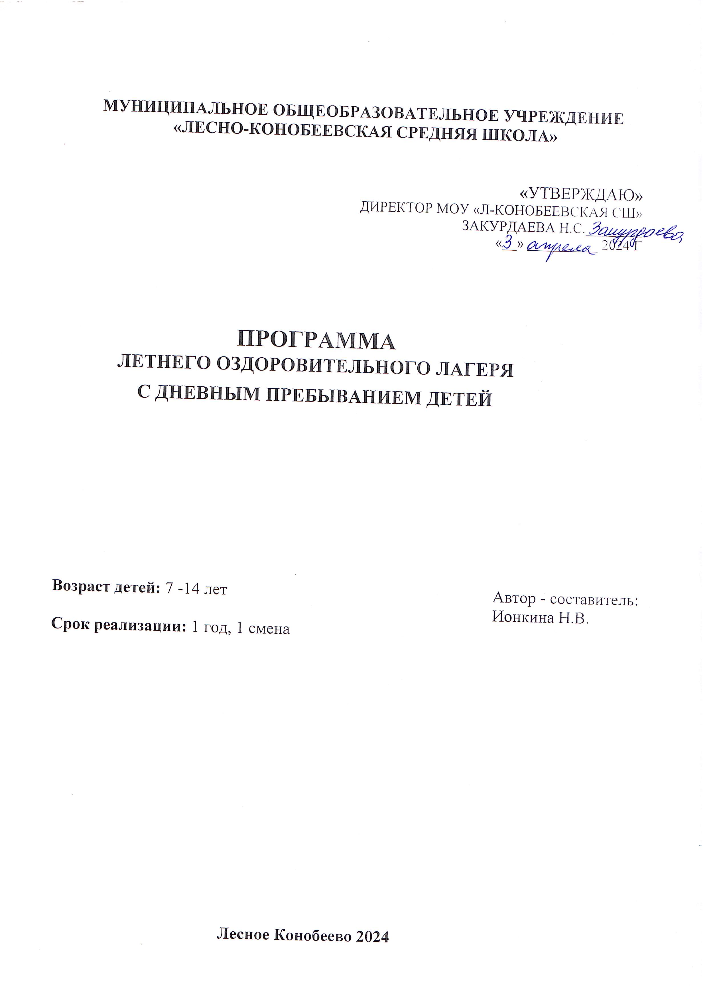 МУНИЦИПАЛЬНОЕ ОБЩЕОБРАЗОВАТЕЛЬНОЕ УЧРЕЖДЕНИЕ
«ЛЕСНО-КОНОБЕЕВСКАЯ СРЕДНЯЯ ШКОЛА»
«УТВЕРЖДАЮ»
ДИРЕКТОР МОУ «Л-КОНОБЕЕВСКАЯ СШ»
ЗАКУРДАЕВА Н.С. Закурдаева
«3» апреля 2024 Г
ПРОГРАММА
ЛЕТНЕГО ОЗДОРОВИТЕЛЬНОГО ЛАГЕРЯ
С ДНЕВНЫМ ПРЕБЫВАНИЕМ ДЕТЕЙ
Возраст детей: 7 -14 лет
Срок реализации: 1 год, 1 смена
Автор - составитель:
Ионкина Н.В.
Лесное Конобеево 2024